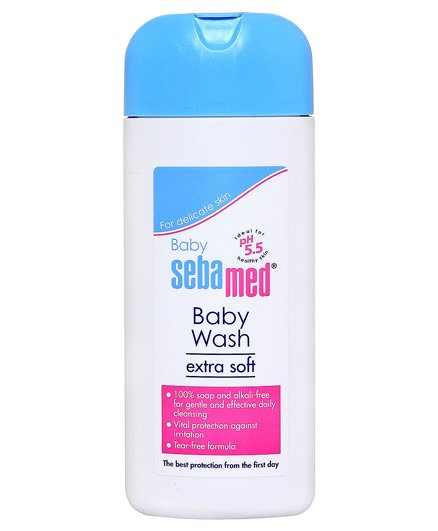 For delicate skin
Baby
ideal for
pH
5.5
healthy skin
sebamed®
Baby
Wash
extra soft
• 100% soap and alkali-free
for gentle and effective daily
cleansing
• Vital protection against
irritation
• Tear-free formula
The best protection from the first day